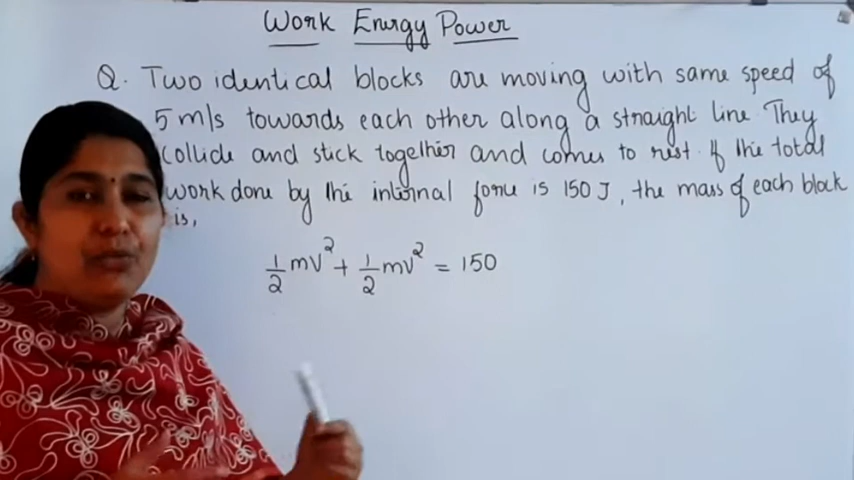 Work Energy Power
Q. Two identical blocks are moving with same speed of
5 m/s towards each other along a straight line. They
collide and stick together and comes to rest. If the total
work done by the internal force is 150 J, the mass of each block
is,
1/2 mv² + 1/2 mv² = 150